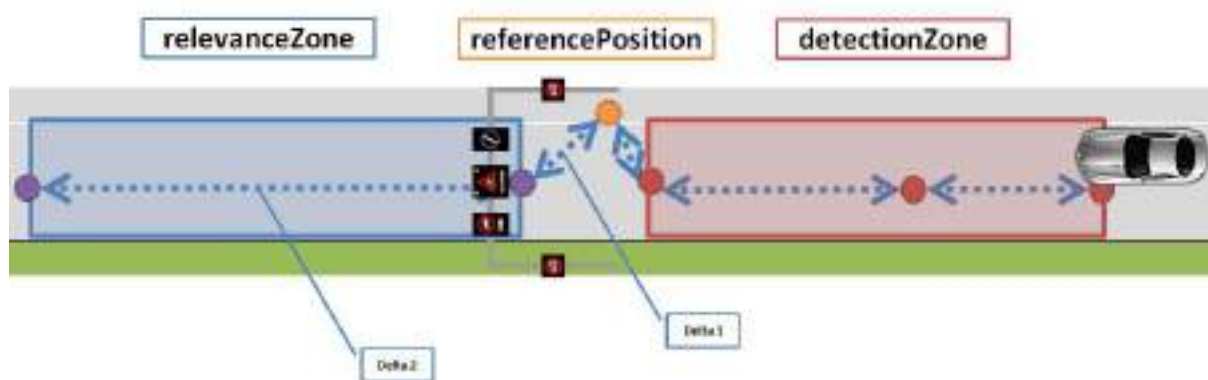 relevanceZone
referencePosition
detectionZone
Delta 1
Delta 2